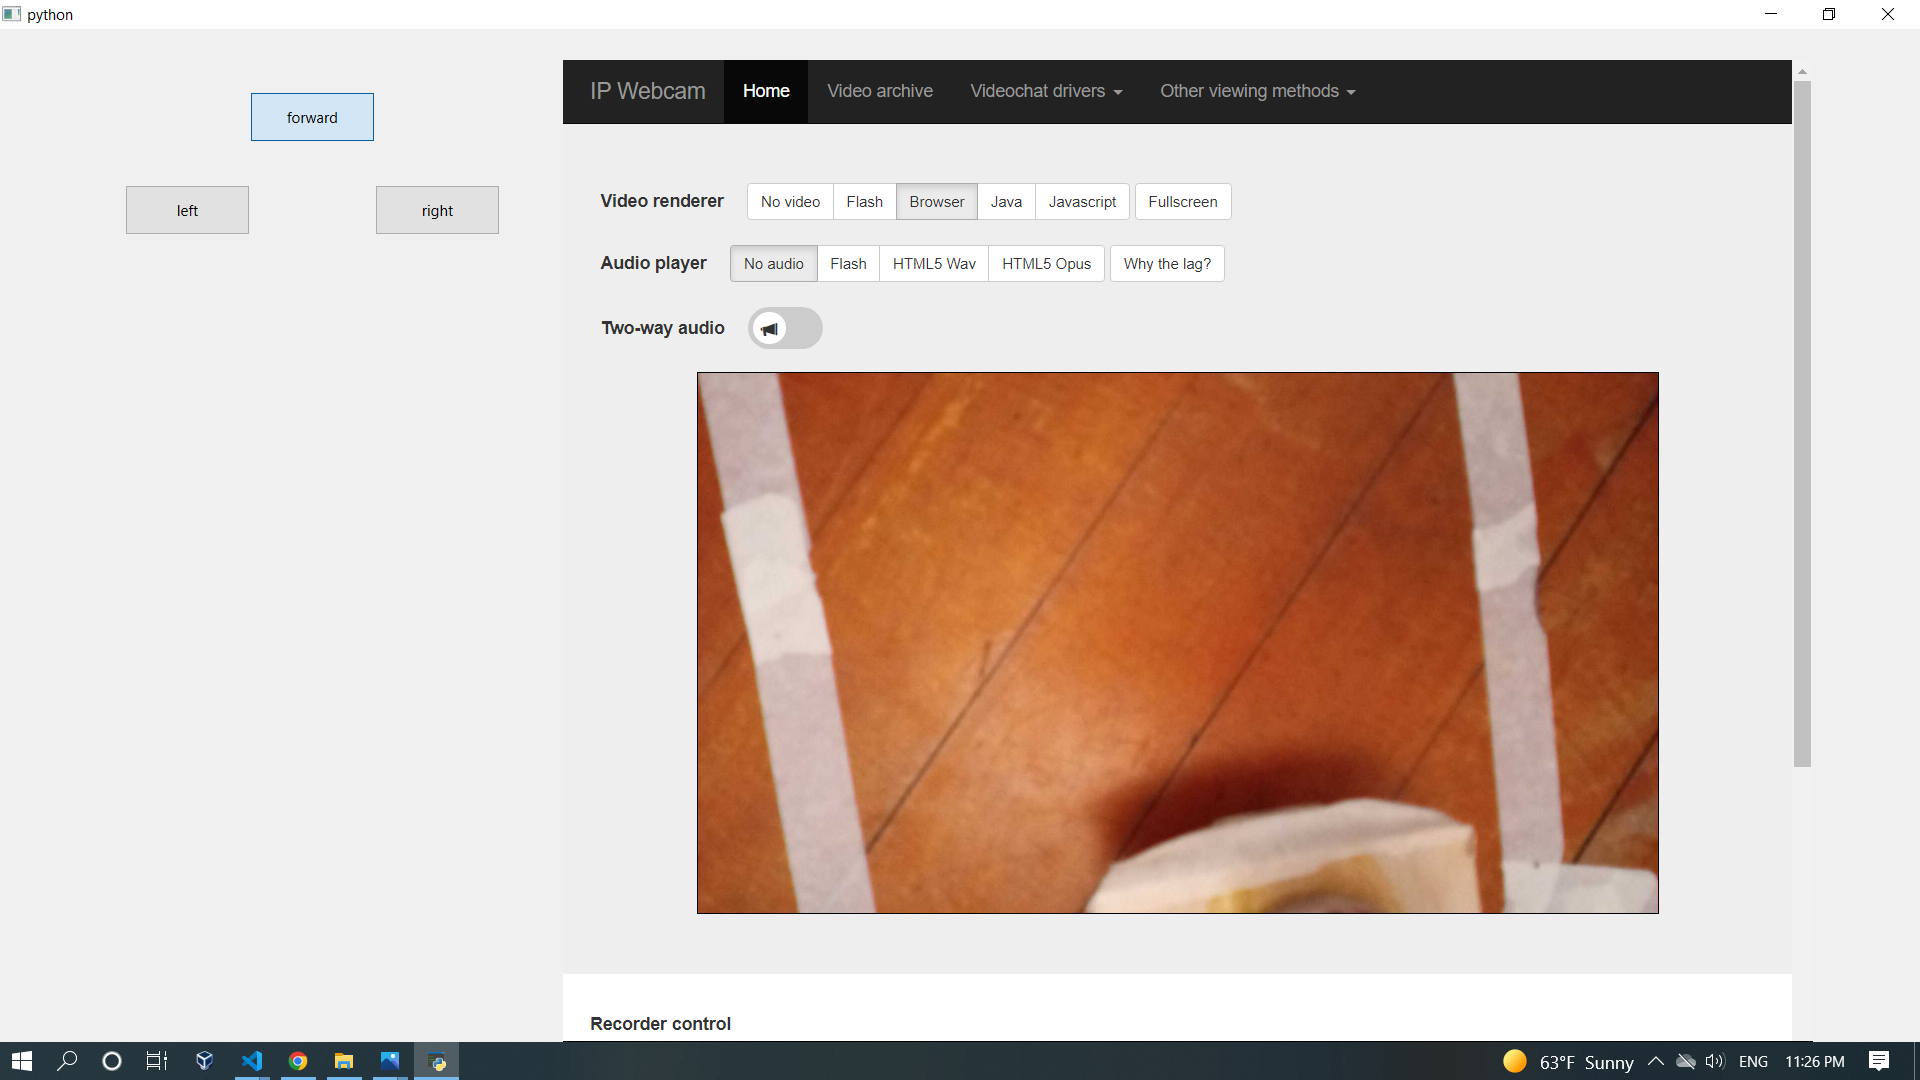 python
forward
left
right
IP Webcam Home Video archive Videochat drivers Other viewing methods
Video renderer No video Flash Browser Java Javascript Fullscreen
Audio player No audio Flash HTML5 Wav HTML5 Opus Why the lag?
Two-way audio
Recorder control
63°F Sunny ENG 11:26 PM